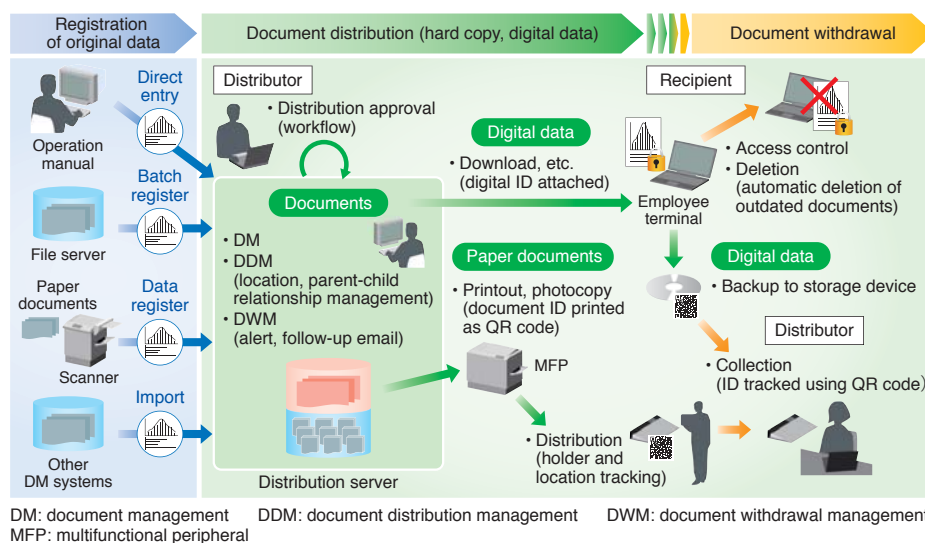 Registration
of original data
Document distribution (hard copy, digital data)
Document withdrawal
Direct
entry
Operation
manual
Batch
register
File server
Paper
documents
Data
register
Scanner
Import
Other
DM systems
Distributor
• Distribution approval
(workflow)
Documents
• DM
• DDM
(location, parent-child
relationship management)
• DWM
(alert, follow-up email)
Distribution server
Digital data
• Download, etc.
(digital ID attached)
Paper documents
• Printout, photocopy
(document ID printed
as QR code)
MFP
• Distribution
(holder and
location tracking)
Recipient
Employee
terminal
• Access control
• Deletion
(automatic deletion of
outdated documents)
Digital data
• Backup to storage device
Distributor
• Collection
(ID tracked using QR code)
DM: document management DDM: document distribution management DWM: document withdrawal management
MFP: multifunctional peripheral